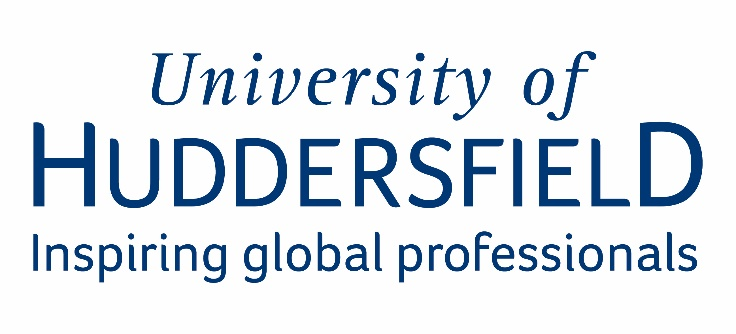 University of
HUDDERSFIELD
Inspiring global professionals